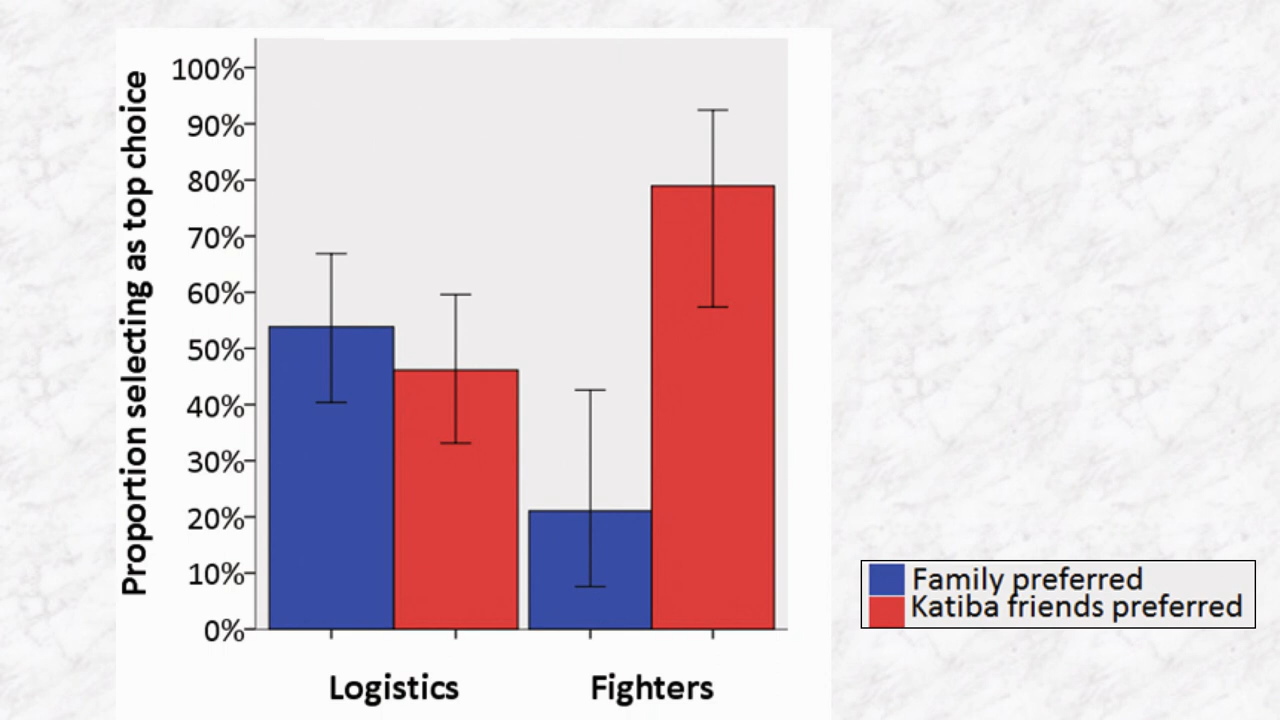 Proportion selecting as top choice
100%
90%
80%
70%
60%
50%
40%
30%
20%
10%
0%
Logistics
Fighters
Family preferred
Katiba friends preferred